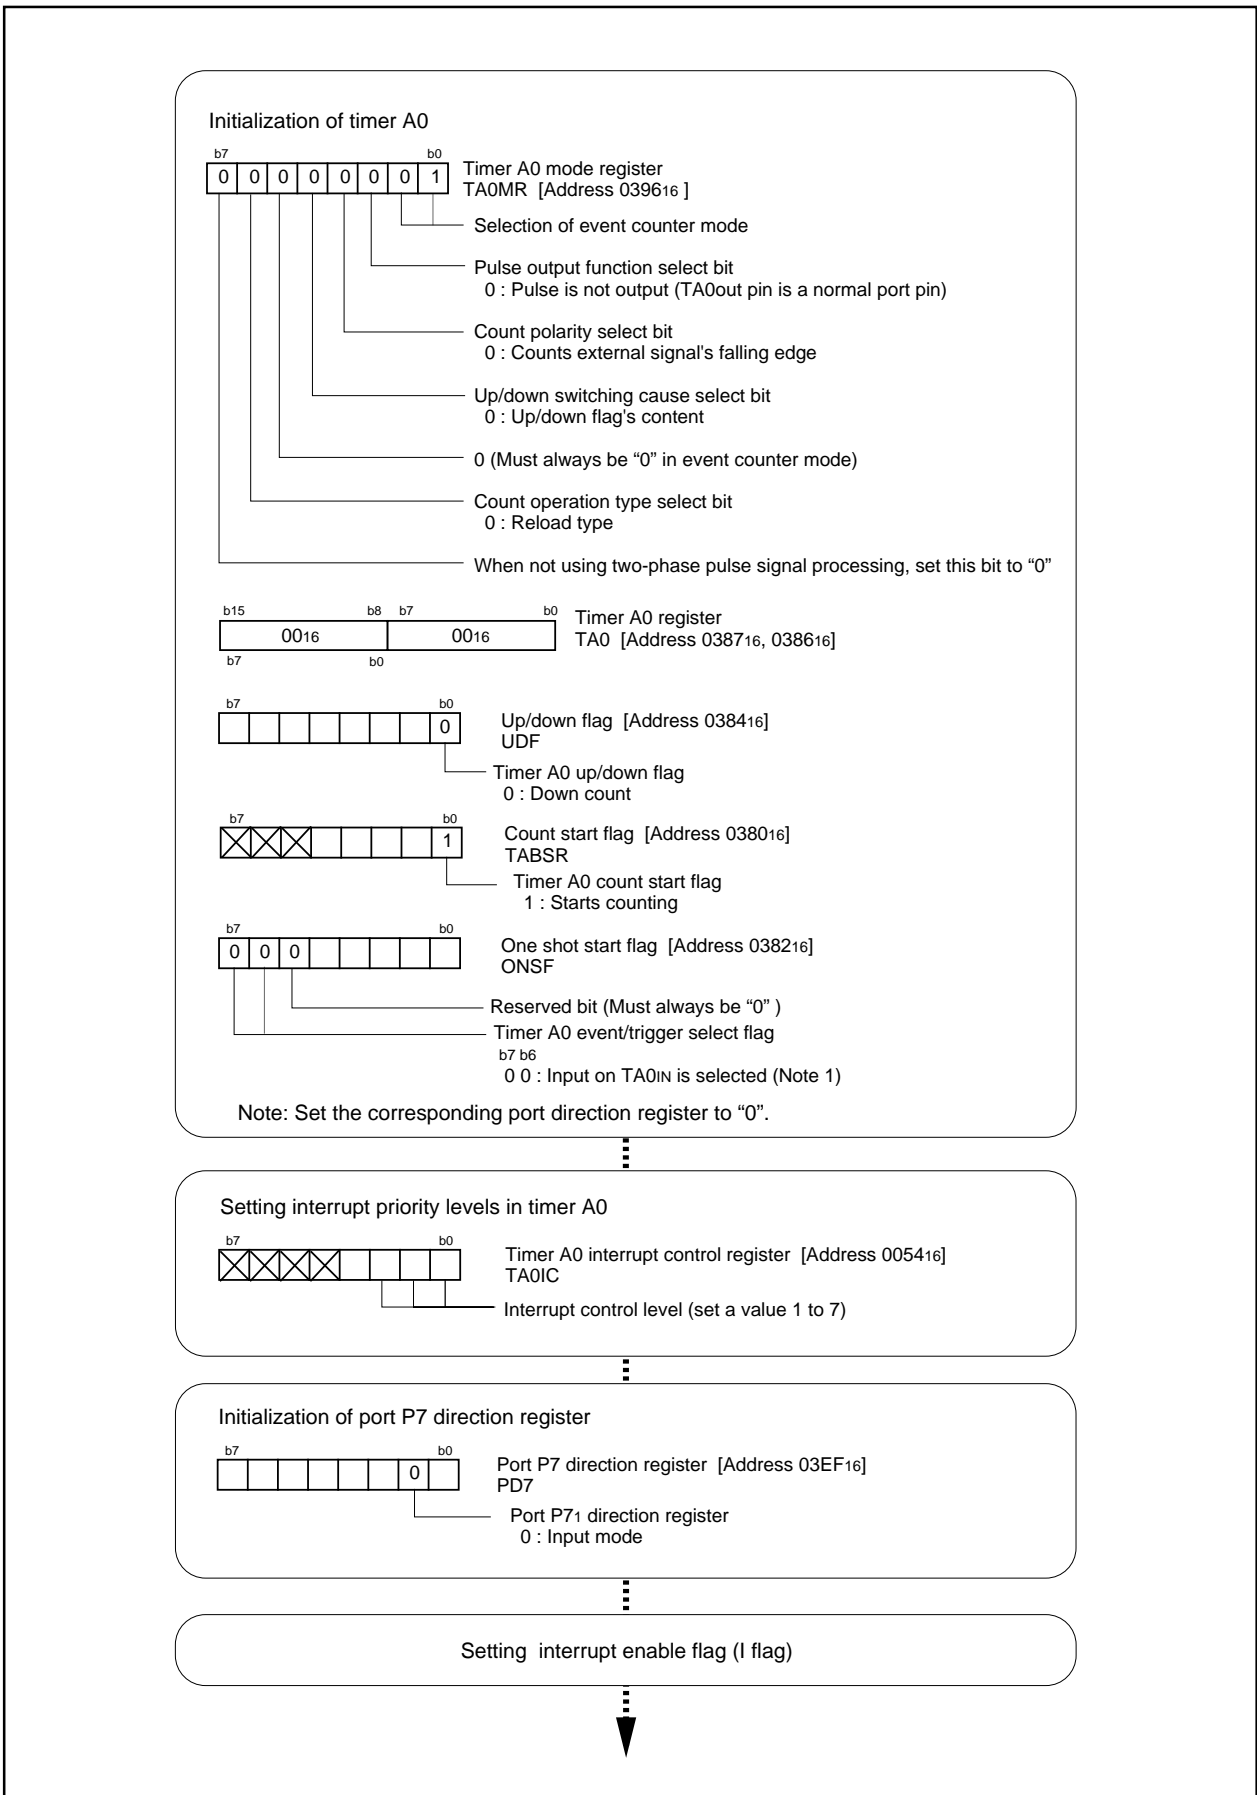 Initialization of timer A0
b7 b0
0 0 0 0 0 0 0 1
Timer A0 mode register
TA0MR [Address 039616 ]
Selection of event counter mode
Pulse output function select bit
0 : Pulse is not output (TA0out pin is a normal port pin)
Count polarity select bit
0 : Counts external signal's falling edge
Up/down switching cause select bit
0 : Up/down flag's content
0 (Must always be “0” in event counter mode)
Count operation type select bit
0 : Reload type
When not using two-phase pulse signal processing, set this bit to “0”
b15 b8 b7 b0
0016 0016
b7 b0
Timer A0 register
TA0 [Address 038716, 038616]
b7 b0
0
Up/down flag [Address 038416]
UDF
Timer A0 up/down flag
0 : Down count
b7 b0
1
Count start flag [Address 038016]
TABSR
Timer A0 count start flag
1 : Starts counting
b7 b0
0 0 0
One shot start flag [Address 038216]
ONSF
Reserved bit (Must always be “0” )
Timer A0 event/trigger select flag
b7 b6
0 0 : Input on TA0IN is selected (Note 1)
Note: Set the corresponding port direction register to “0”.
Setting interrupt priority levels in timer A0
b7 b0
Timer A0 interrupt control register [Address 005416]
TA0IC
Interrupt control level (set a value 1 to 7)
Initialization of port P7 direction register
b7 b0
0
Port P7 direction register [Address 03EF16]
PD7
Port P71 direction register
0 : Input mode
Setting interrupt enable flag (I flag)